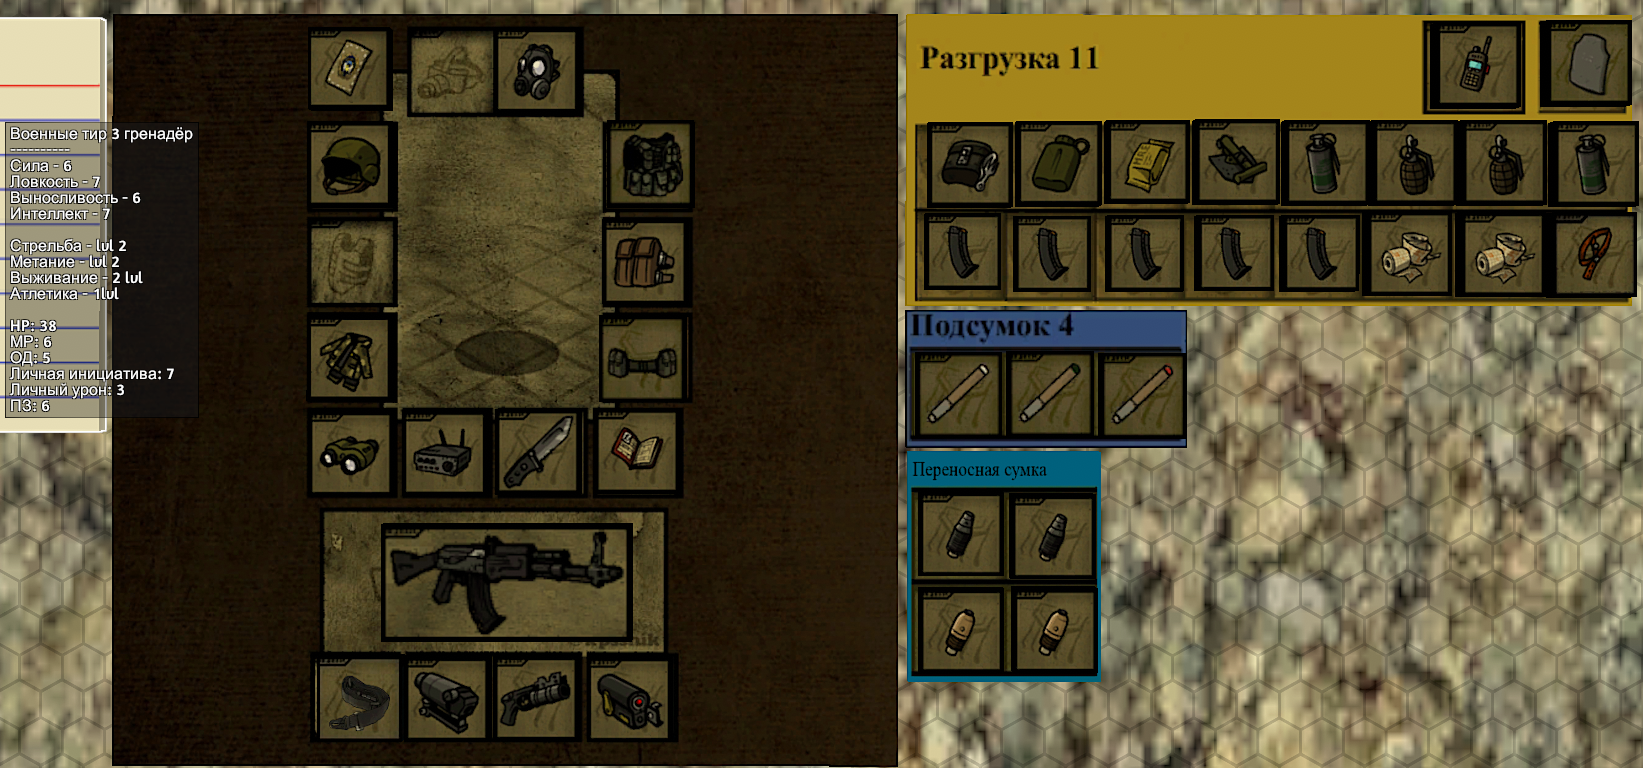 Военные тир 3 гренадёр
----------
Сила - 6
Ловкость - 7
Выносливость - 6
Интеллект - 7
Стрельба - lvl 2
Метание - lvl 2
Выживание - 2 lvl
Атлетика - 1lvl
HP: 38
МР: 6
ОД: 5
Личная инициатива: 7
Личный урон: 3
ПЗ: 6
Разгрузка 11
Подсумок 4
Переносная сумка